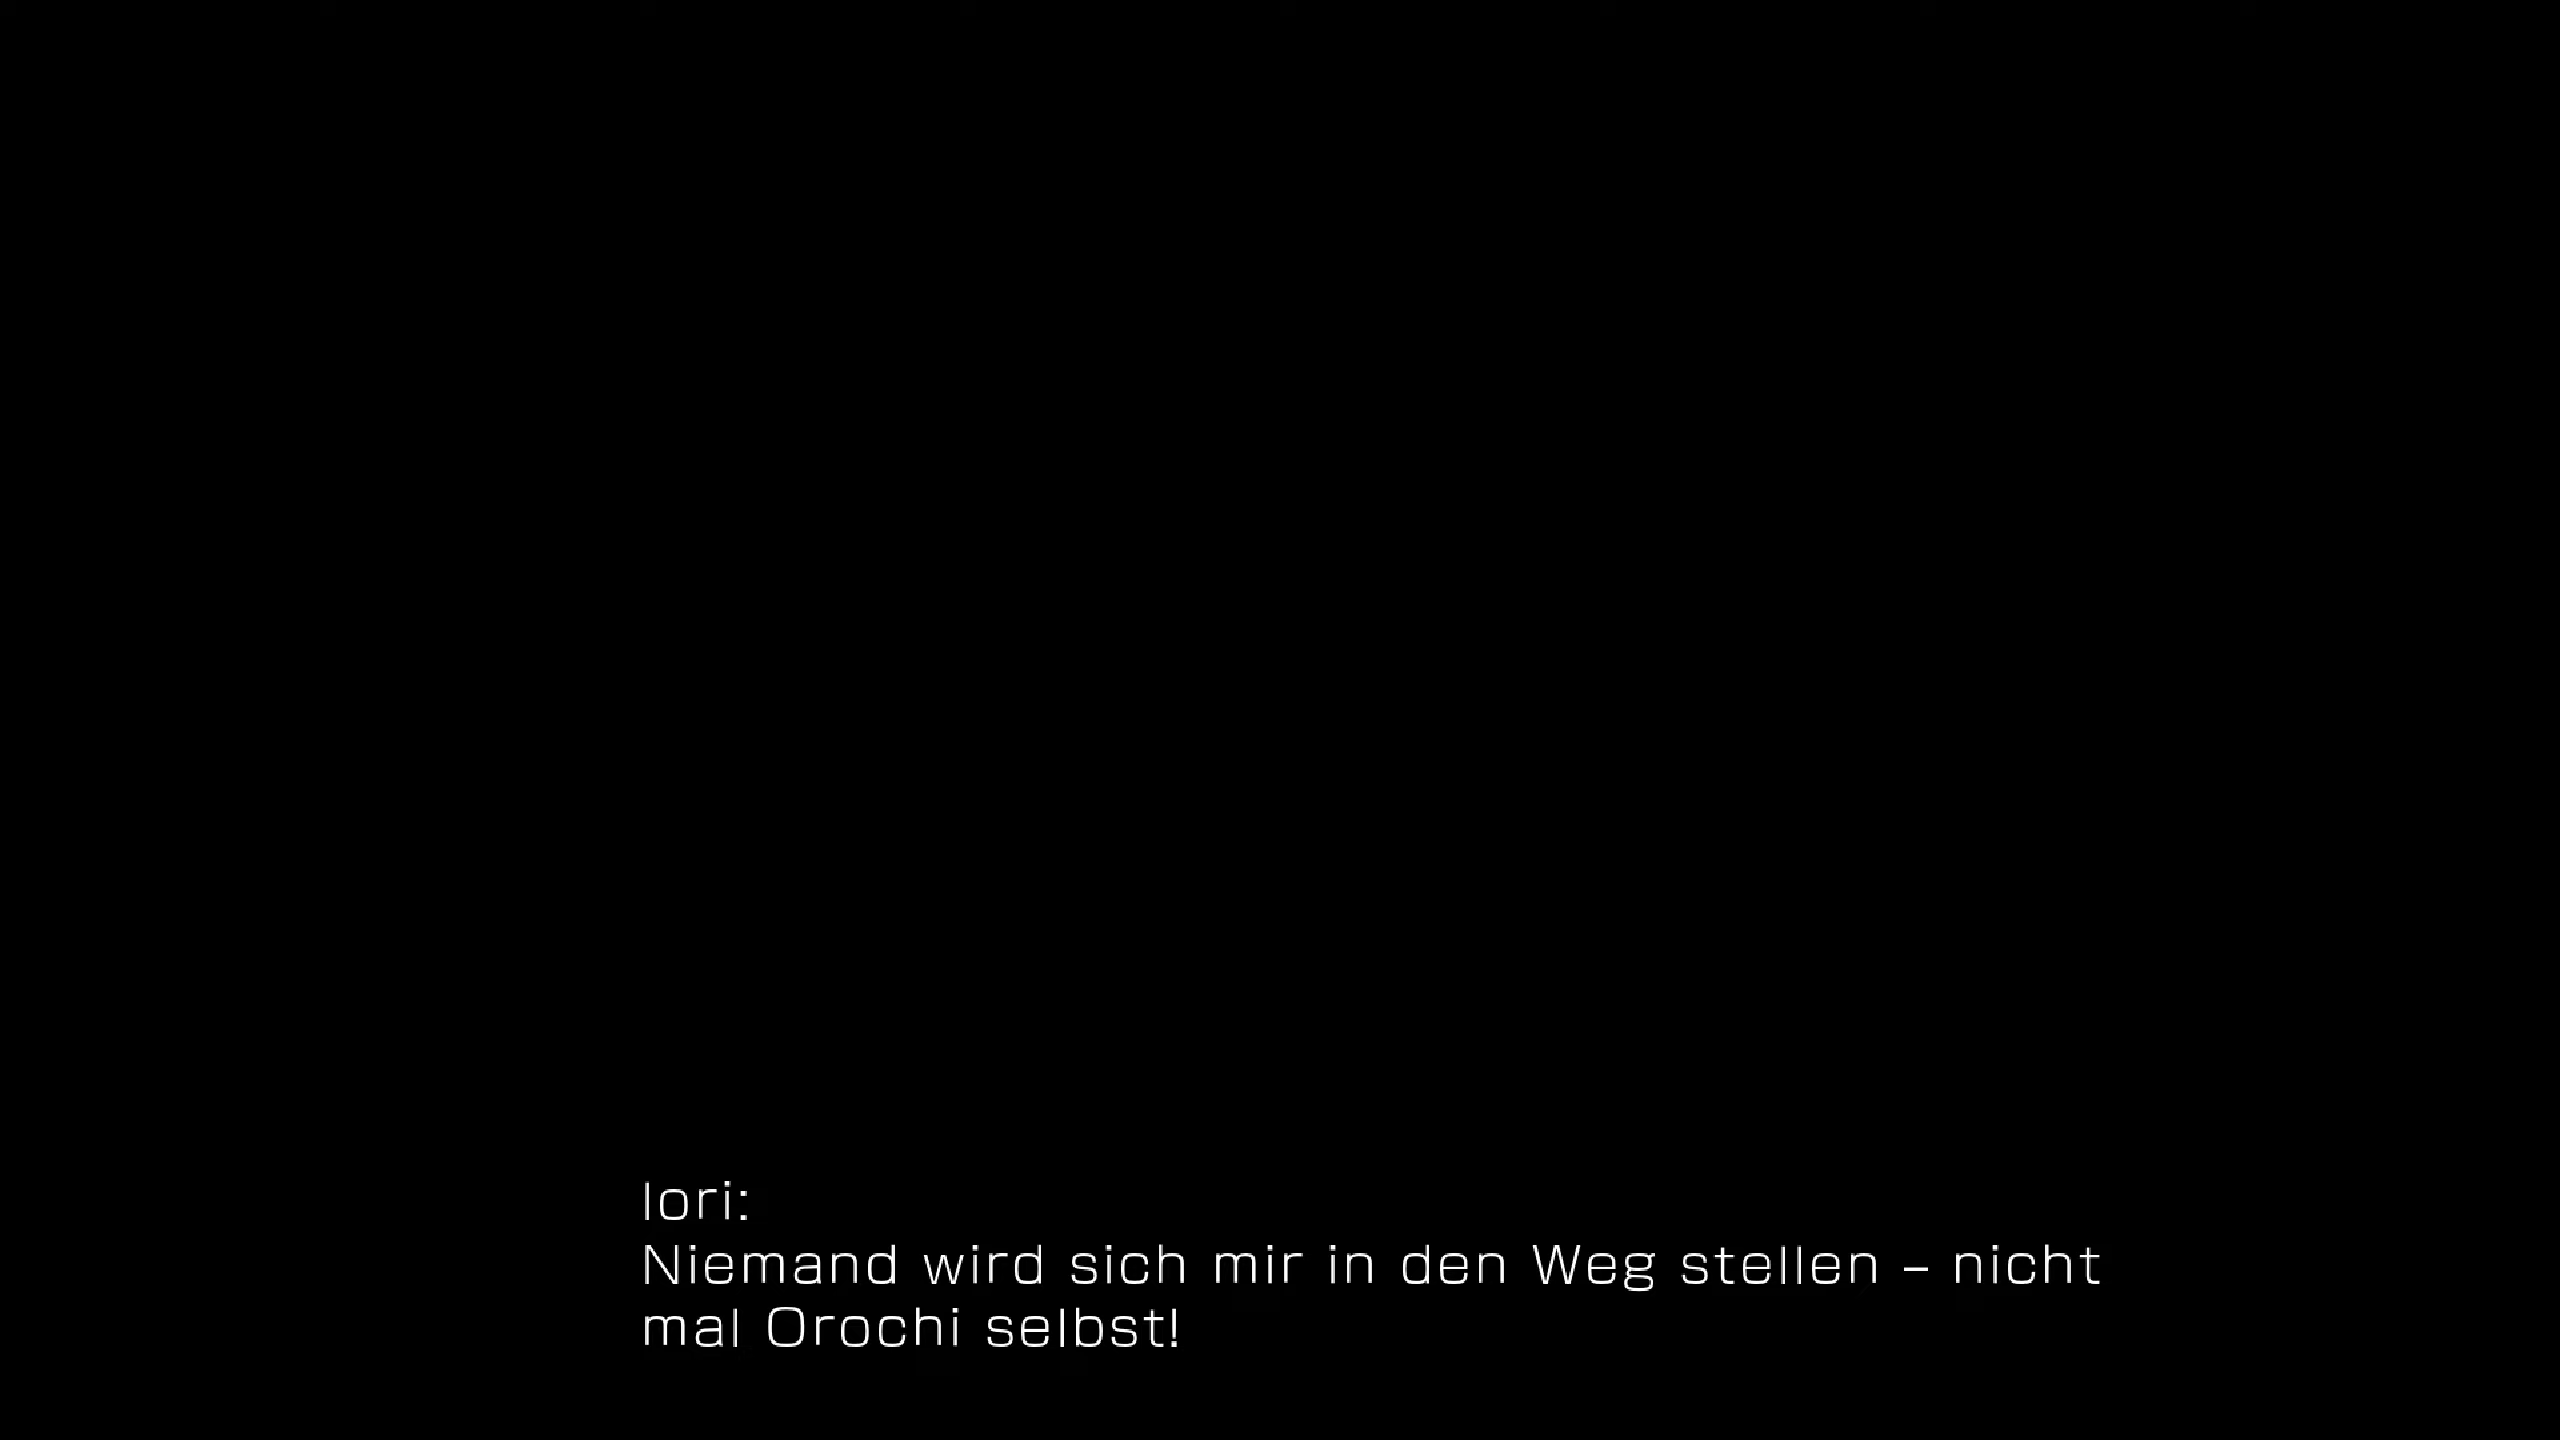 Iori:
Niemand wird sich mir in den Weg stellen – nicht
mal Orochi selbst!